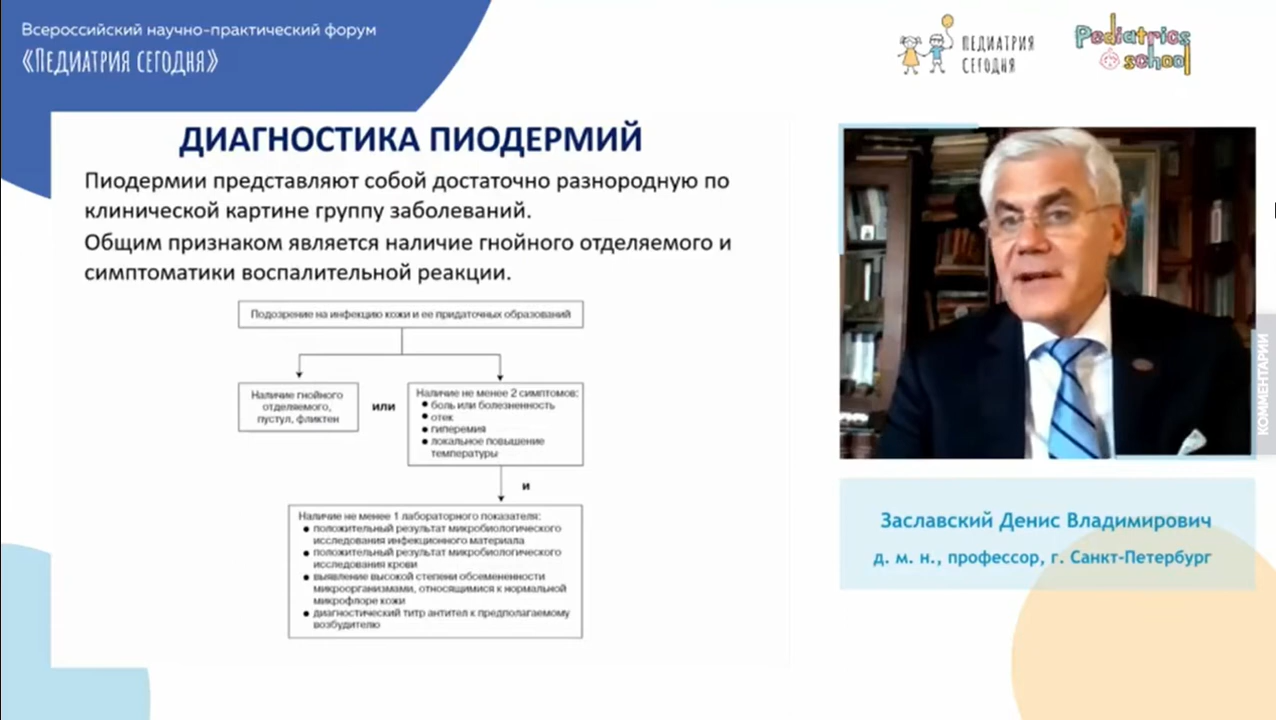 Всероссийский научно-практический форум
«Педиатрия сегодня»
ПЕДИАТРИЯ
СЕГОДНЯ
Pediatrics
school
ДИАГНОСТИКА ПИОДЕРМИЙ
Пиодермии представляют собой достаточно разнородную по
клинической картине группу заболеваний.
Общим признаком является наличие гнойного отделяемого и
симптоматики воспалительной реакции.
Подозрение на инфекцию кожи и ее придаточных образований
Наличие гнойного
отделяемого,
пустул, фликтен
или
Наличие не менее 2 симптомов:
● боль или болезненность
● отек
● гиперемия
● локальное повышение
температуры
и
Наличие не менее 1 лабораторного показателя:
● положительный результат микробиологического
исследования инфекционного материала
● положительный результат микробиологического
исследования крови
● выявление высокой степени обсемененности
микроорганизмами, относящимися к нормальной
микрофлоре кожи
● диагностический титр антител к предполагаемому
возбудителю
КОММЕНТАРИИ
Заславский Денис Владимирович
д. м. н., профессор, г. Санкт-Петербург